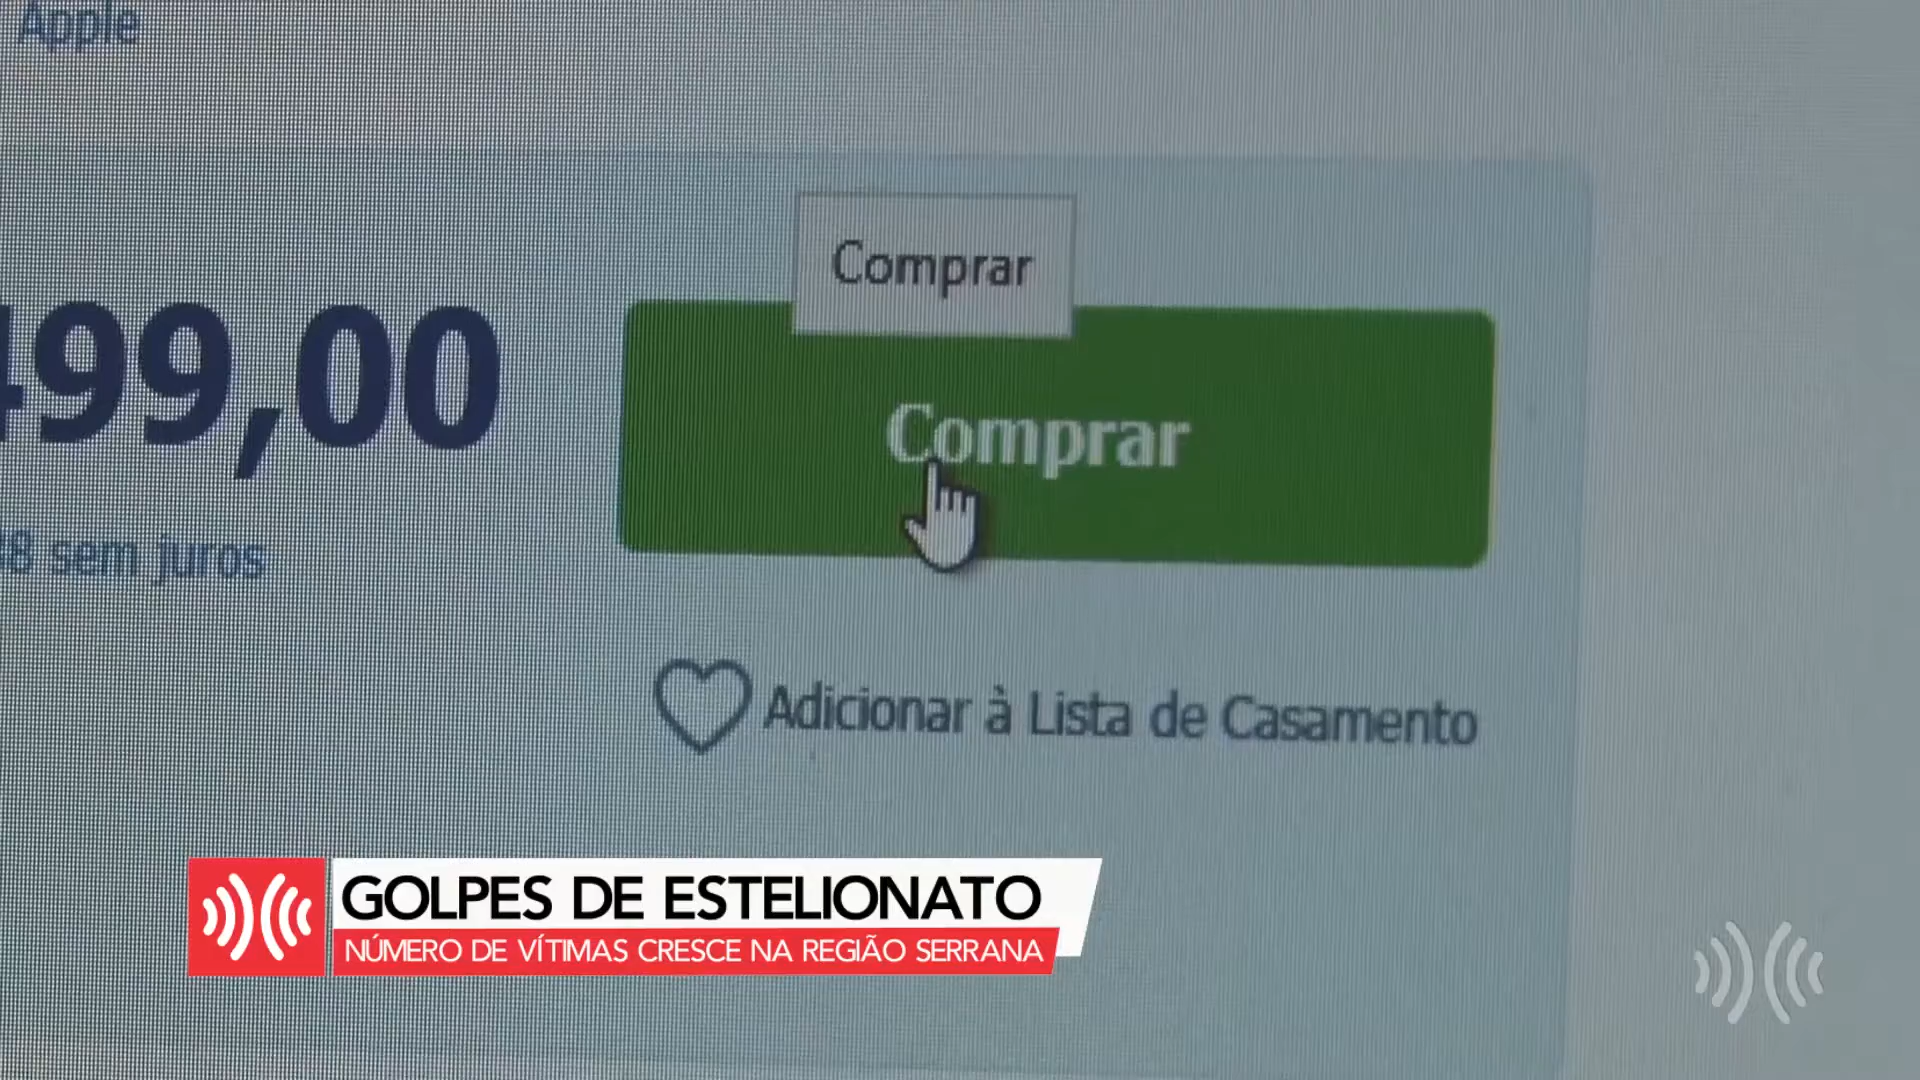 Apple
Comprar
499,00
Comprar
sem juros
Adicionar à Lista de Casamento
GOLPES DE ESTELIONATO
NÚMERO DE VÍTIMAS CRESCE NA REGIÃO SERRANA